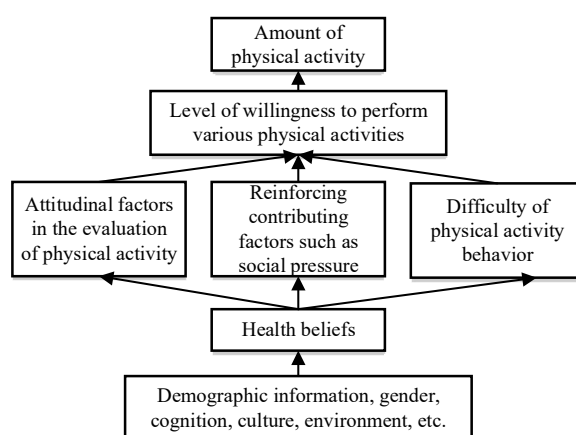 Amount of
physical activity
Level of willingness to perform
various physical activities
Attitudinal factors
in the evaluation
of physical activity
Reinforcing
contributing
factors such as
social pressure
Difficulty of
physical activity
behavior
Health beliefs
Demographic information, gender,
cognition, culture, environment, etc.